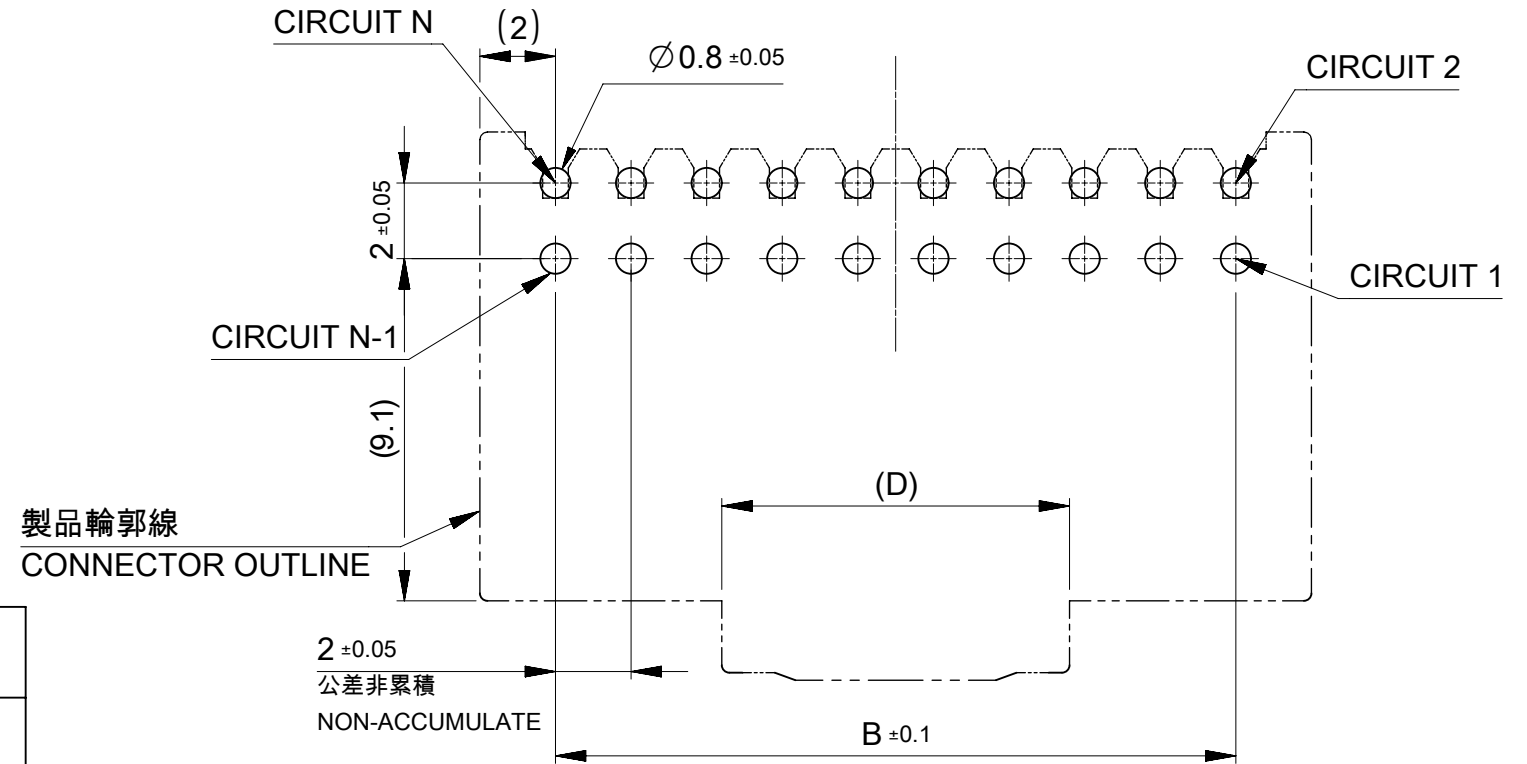 CIRCUIT N
(2)
∅0.8 ±0.05
CIRCUIT 2
2 ±0.05
CIRCUIT 1
CIRCUIT N-1
(9.1)
(D)
製品輪郭線
CONNECTOR OUTLINE
2 ±0.05
公差非累積
NON-ACCUMULATE
B ±0.1